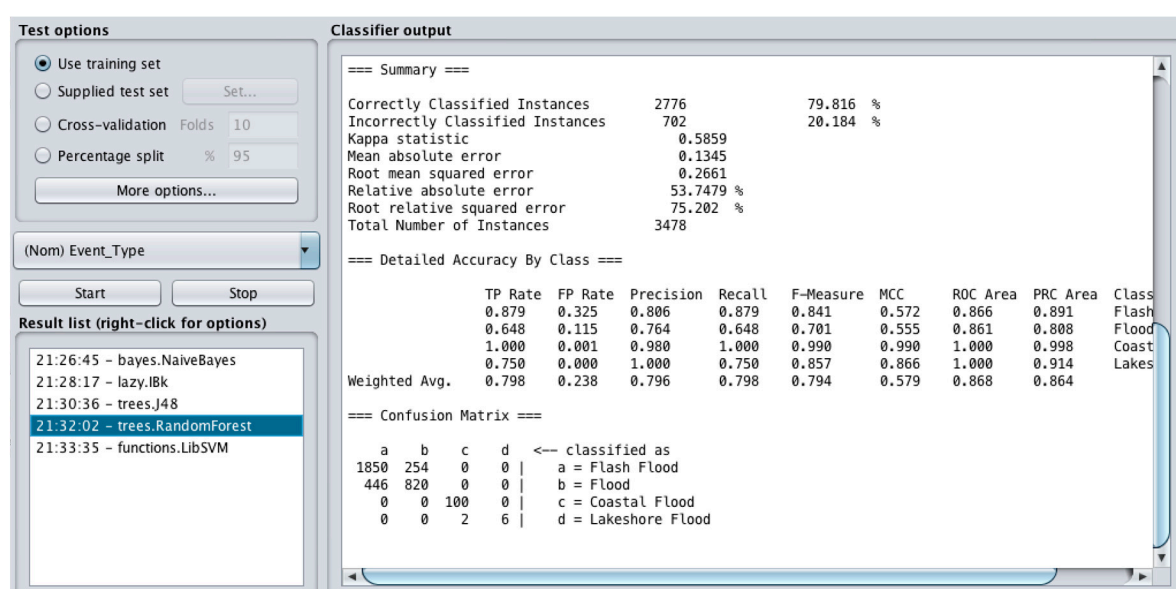 Test options
Use training set
Supplied test set Set...
Cross-validation Folds 10
Percentage split % 95
More options...
(Nom) Event_Type
Start Stop
Result list (right-click for options)
21:26:45 - bayes.NaiveBayes
21:28:17 - lazy.IBk
21:30:36 - trees.J48
21:32:02 - trees.RandomForest
21:33:35 - functions.LibSVM
Classifier output
=== Summary ===
Correctly Classified Instances 2776 79.816 %
Incorrectly Classified Instances 702 20.184 %
Kappa statistic 0.5859
Mean absolute error 0.1345
Root mean squared error 0.2661
Relative absolute error 53.7479 %
Root relative squared error 75.202 %
Total Number of Instances 3478
=== Detailed Accuracy By Class ===
TP Rate FP Rate Precision Recall F-Measure MCC ROC Area PRC Area Class
0.879 0.325 0.806 0.879 0.841 0.572 0.866 0.891 Flash
0.648 0.115 0.764 0.648 0.701 0.555 0.861 0.808 Flood
1.000 0.001 0.980 1.000 0.990 0.990 1.000 0.998 Coast
0.750 0.000 1.000 0.750 0.857 0.866 1.000 0.914 Lakes
Weighted Avg. 0.798 0.238 0.796 0.798 0.794 0.579 0.868 0.864
=== Confusion Matrix ===
a b c d <-- classified as
1850 254 0 0 | a = Flash Flood
446 820 0 0 | b = Flood
0 0 100 0 | c = Coastal Flood
0 0 2 6 | d = Lakeshore Flood